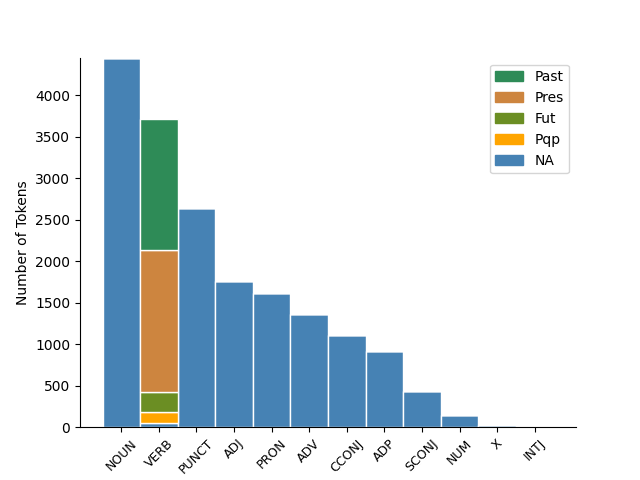 Past
Pres
Fut
Pqp
NA
Number of Tokens
4000
3500
3000
2500
2000
1500
1000
500
0
NOUN
VERB
PUNCT
ADJ
PRON
ADV
CCONJ
ADP
SCONJ
NUM
X
INTJ